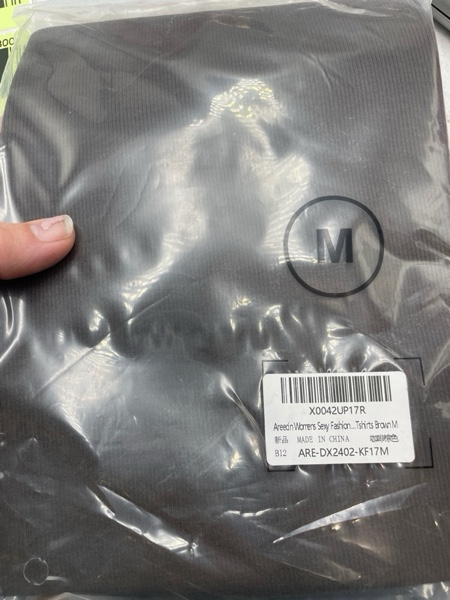 M
X0042UP17R
Areedn Womens Sexy Fashion...Tshirts Brown M
新品 MADE IN CHINA
B12 ARE-DX2402-KF17M